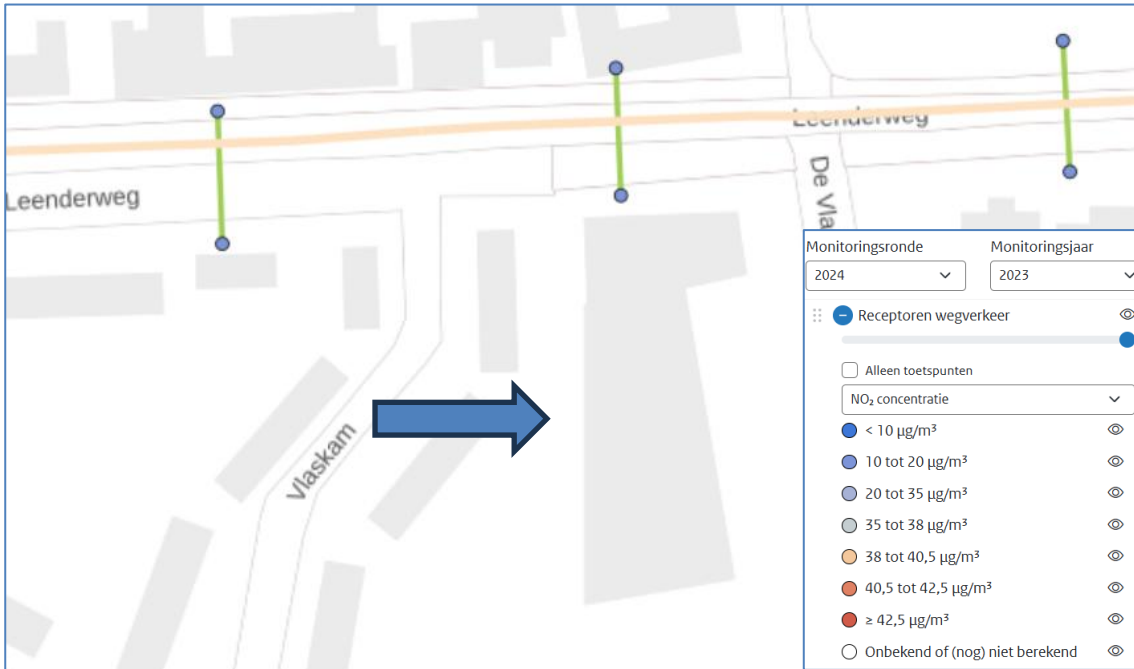 Leenderweg
Leenderweg
De Vla
Vlaskam
Monitoringsronde
Monitoringsjaar
2024
2023
Receptoren wegverkeer
Alleen toetspunten
NO₂ concentratie
< 10 µg/m³
10 tot 20 µg/m³
20 tot 35 µg/m³
35 tot 38 µg/m³
38 tot 40,5 µg/m³
40,5 tot 42,5 µg/m³
≥ 42,5 µg/m³
Onbekend of (nog) niet berekend